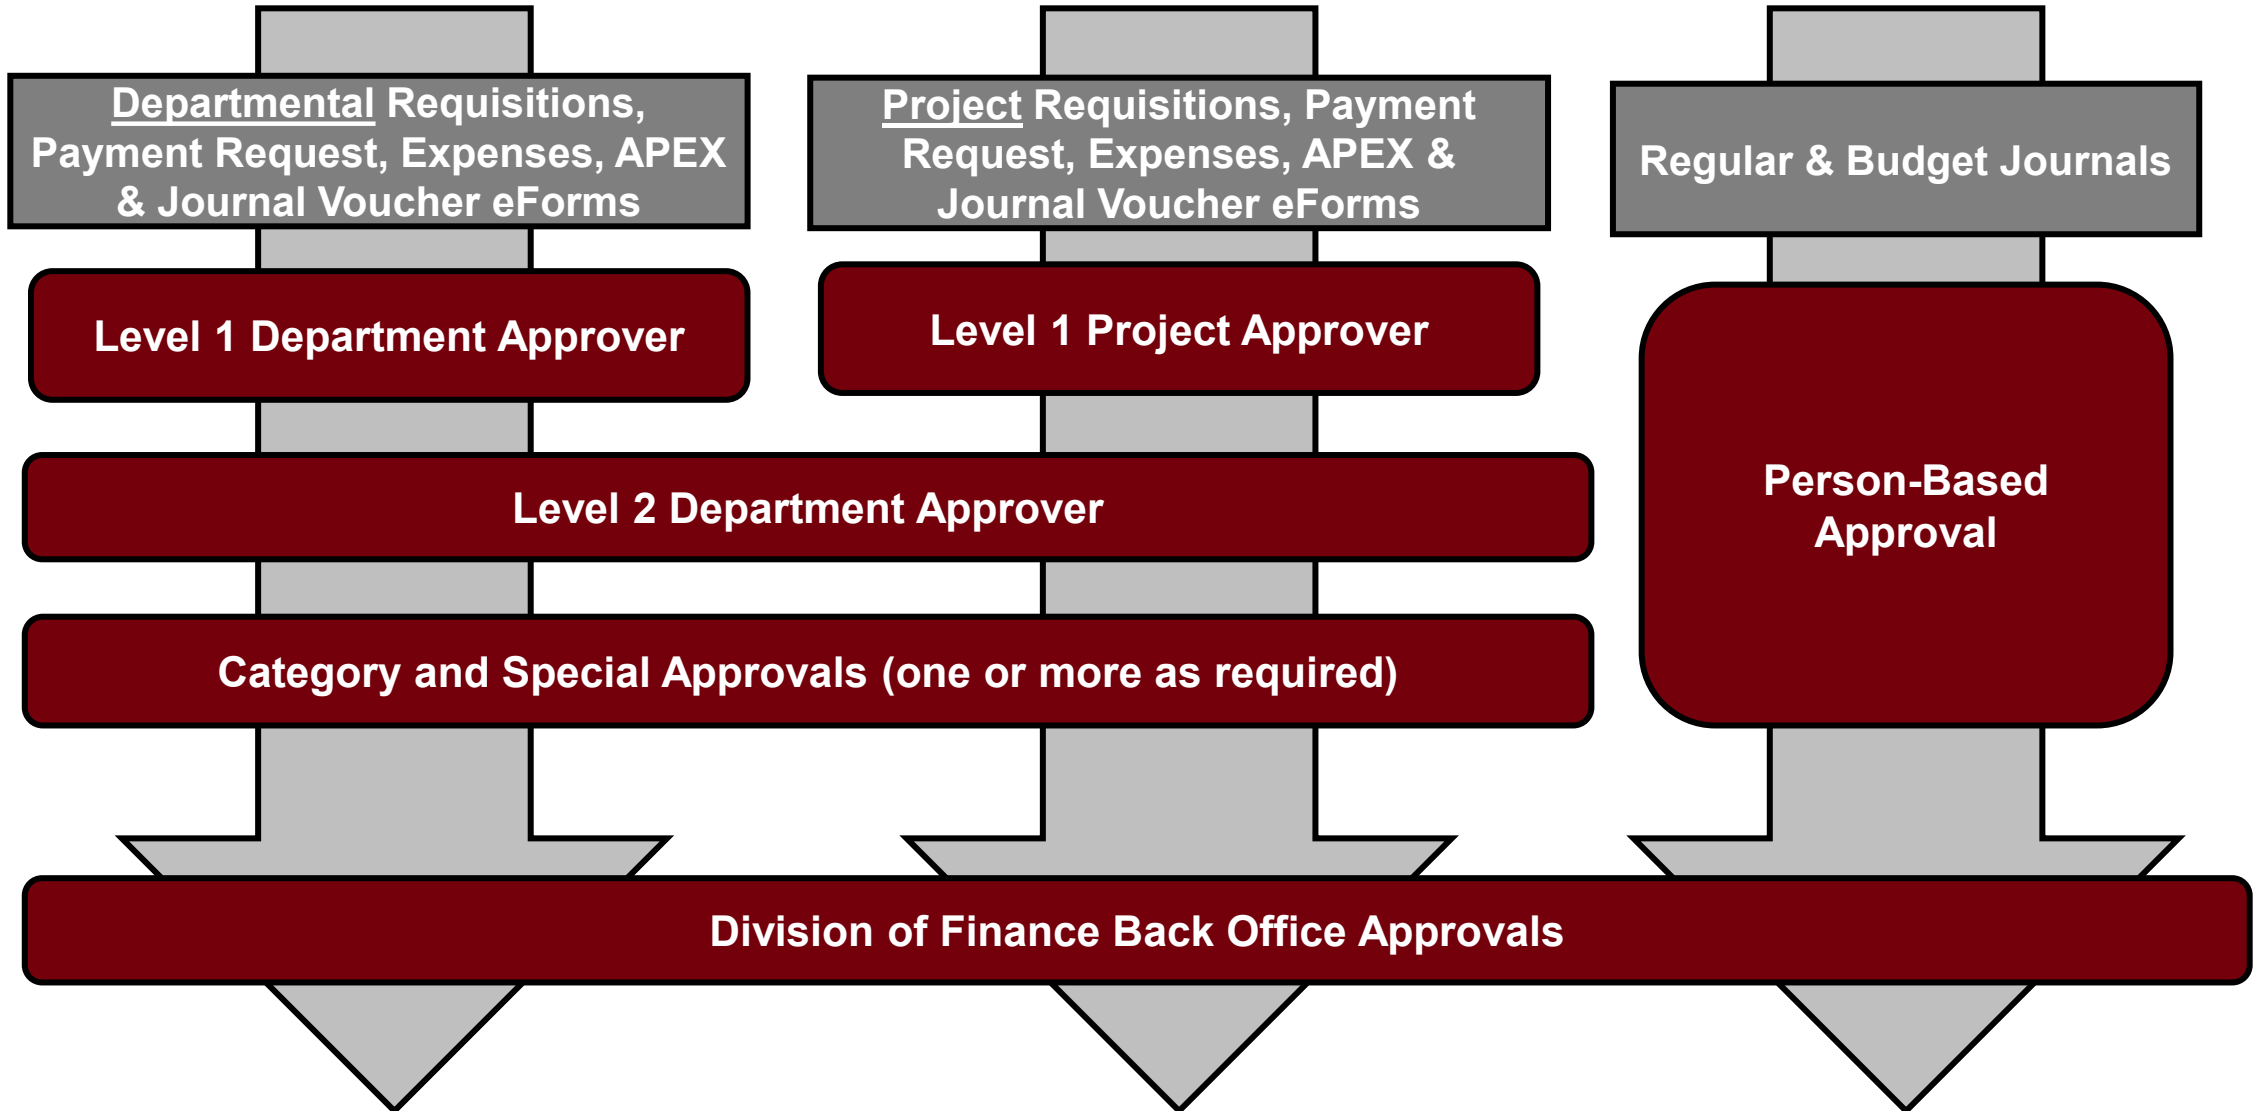 Departmental Requisitions,
Payment Request, Expenses, APEX
& Journal Voucher eForms
Project Requisitions, Payment
Request, Expenses, APEX &
Journal Voucher eForms
Regular & Budget Journals
Level 1 Department Approver
Level 1 Project Approver
Person-Based
Approval
Level 2 Department Approver
Category and Special Approvals (one or more as required)
Division of Finance Back Office Approvals